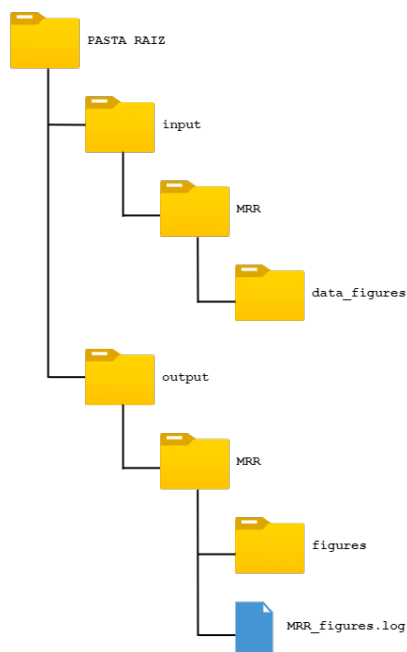 PASTA RAIZ
input
MRR
data_figures
output
MRR
figures
MRR_figures.log